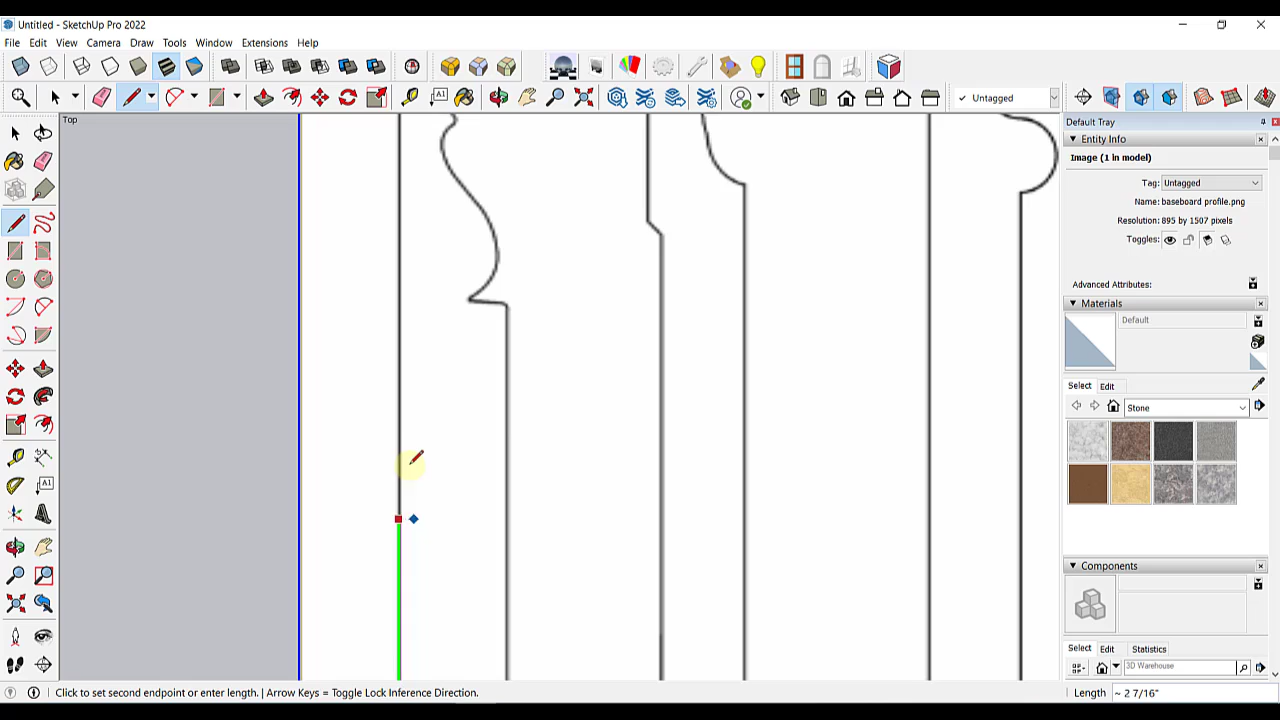 Untitled - SketchUp Pro 2022
File Edit View Camera Draw Tools Window Extensions Help
A1
Untagged
Top
Default Tray
Entity Info
Image (1 in model)
Tag: Untagged
Name: baseboard profile.png
Resolution: 895 by 1507 pixels
Toggles:
Advanced Attributes:
Materials
Default
Select Edit
Stone
A1
Components
Select Edit Statistics
3D Warehouse
Click to set second endpoint or enter length. | Arrow Keys = Toggle Lock Inference Direction.
Length ~ 2 7/16"